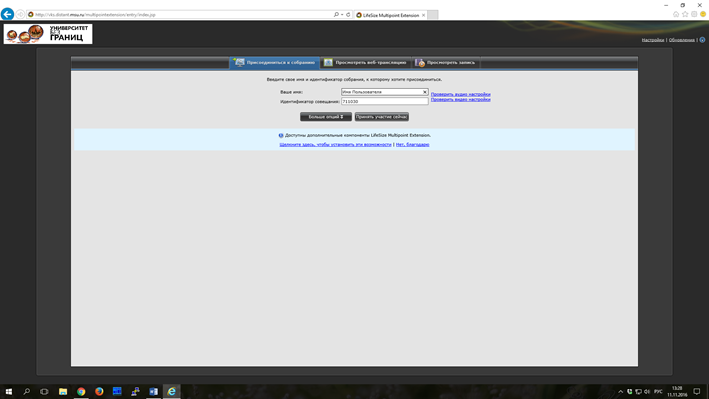 http://vks.distant.msu.ru/multipointextension/entry/index.jsp
LifeSize Multipoint Extension
УНИВЕРСИТЕТ
БЕЗ
ГРАНИЦ
Настройки | Обновление |
Присоединиться к собранию
Просмотреть веб-трансляцию
Просмотреть запись
Введите свое имя и идентификатор собрания, к которому хотите присоединиться.
Ваше имя: Имя Пользователя
Проверить аудио настройки
Идентификатор совещания: 711030
Проверить видео настройки
Больше опций
Принять участие сейчас
Доступны дополнительные компоненты LifeSize Multipoint Extension.
Щелкните здесь, чтобы установить эти возможности | Нет, благодарю
РУС
13:28
11.11.2016